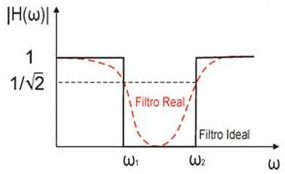 |H(ω)|
1
1/√2
Filtro Real
Filtro Ideal
ω₁
ω₂
ω